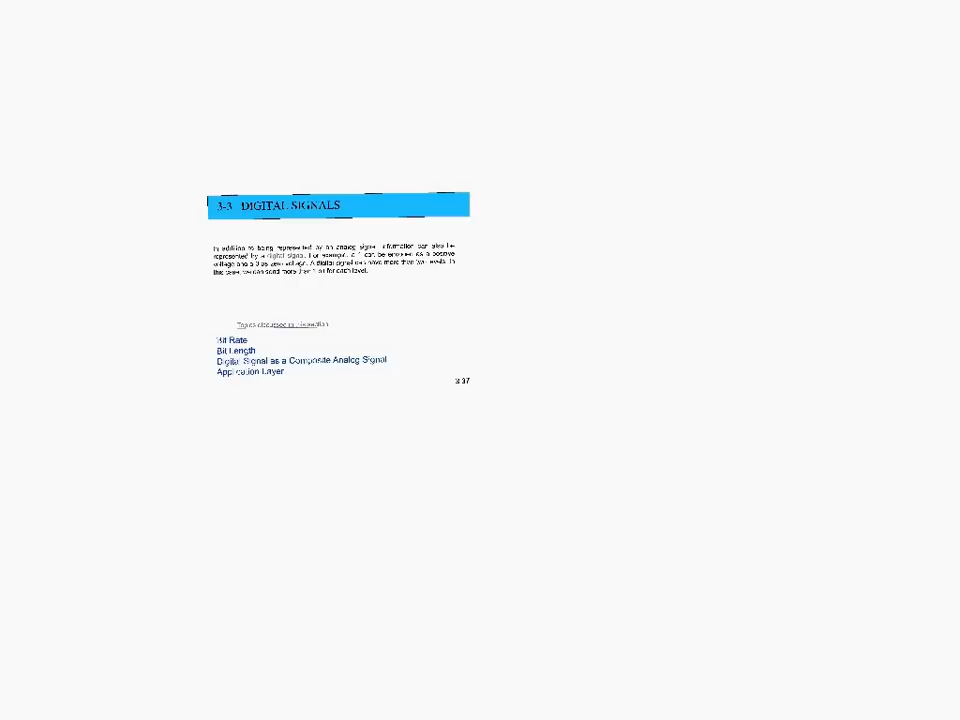 3-3 DIGITAL SIGNALS
In addition to being represented by an analog signal, information can also be
represented by a digital signal. For example, a 1 can be encoded as a positive
voltage and a 0 as zero voltage. A digital signal can have more than two levels. In
this case, we can send more than 1 bit for each level.
Topics discussed in this section:
Bit Rate
Bit Length
Digital Signal as a Composite Analog Signal
Application Layer
3.37